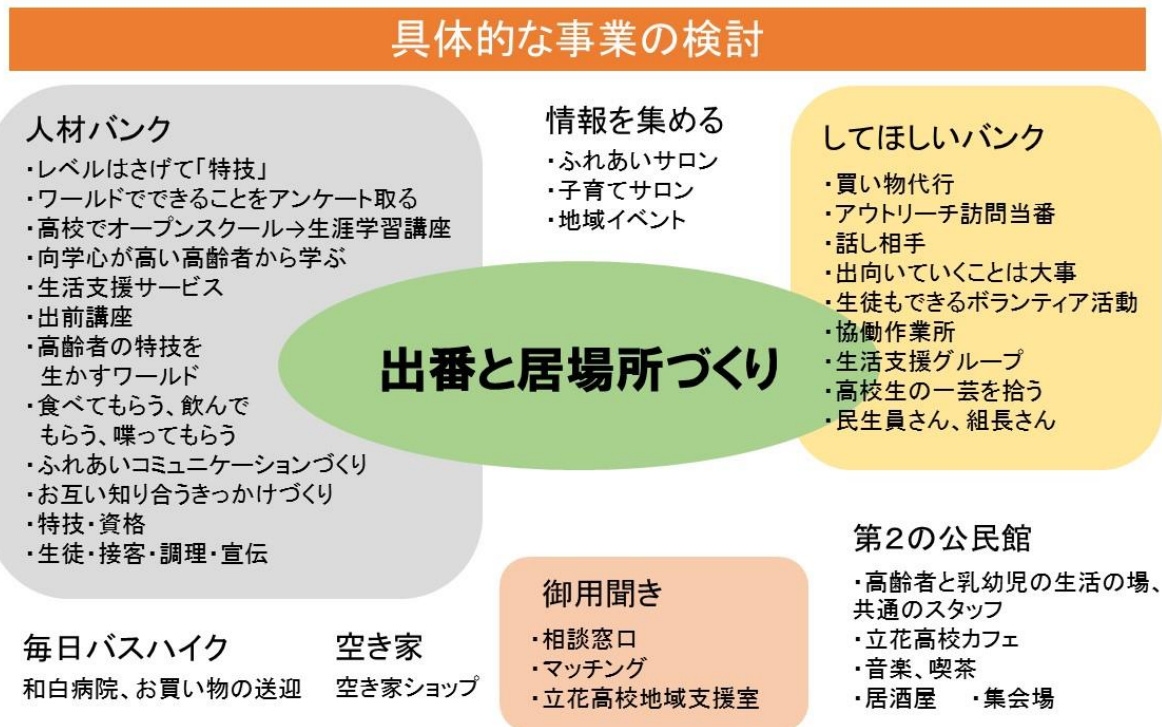 具体的な事業の検討
人材バンク
・レベルはさげて「特技」
・ワールドでできることをアンケート取る
・高校でオープンスクール→生涯学習講座
・向学心が高い高齢者から学ぶ
・生活支援サービス
・出前講座
・高齢者の特技を
生かすワールド
・食べてもらう、飲んで
もらう、喋ってもらう
・ふれあいコミュニケーションづくり
・お互い知り合うきっかけづくり
・特技・資格
・生徒・接客・調理・宣伝
情報を集める
・ふれあいサロン
・子育てサロン
・地域イベント
してほしいバンク
・買い物代行
・アウトリーチ訪問当番
・話し相手
・出向いていくことは大事
・生徒もできるボランティア活動
・協働作業所
・生活支援グループ
・高校生の一芸を拾う
・民生員さん、組長さん
出番と居場所づくり
毎日バスハイク
和白病院、お買い物の送迎
空き家
空き家ショップ
御用聞き
・相談窓口
・マッチング
・立花高校地域支援室
第2の公民館
・高齢者と乳幼児の生活の場、
共通のスタッフ
・立花高校カフェ
・音楽、喫茶
・居酒屋　・集会場